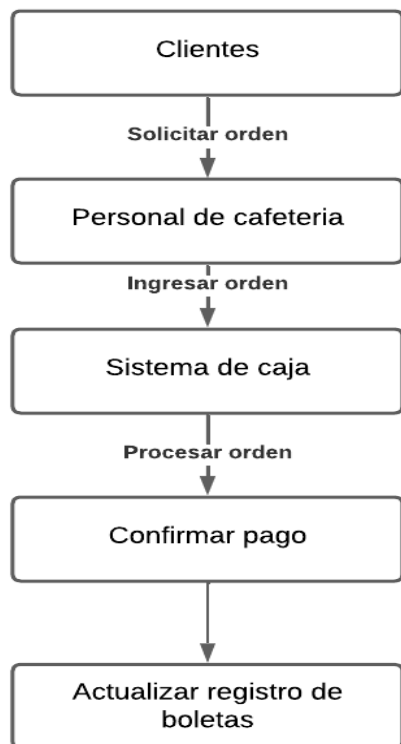 Clientes
Solicitar orden
Personal de cafeteria
Ingresar orden
Sistema de caja
Procesar orden
Confirmar pago
Actualizar registro de
boletas